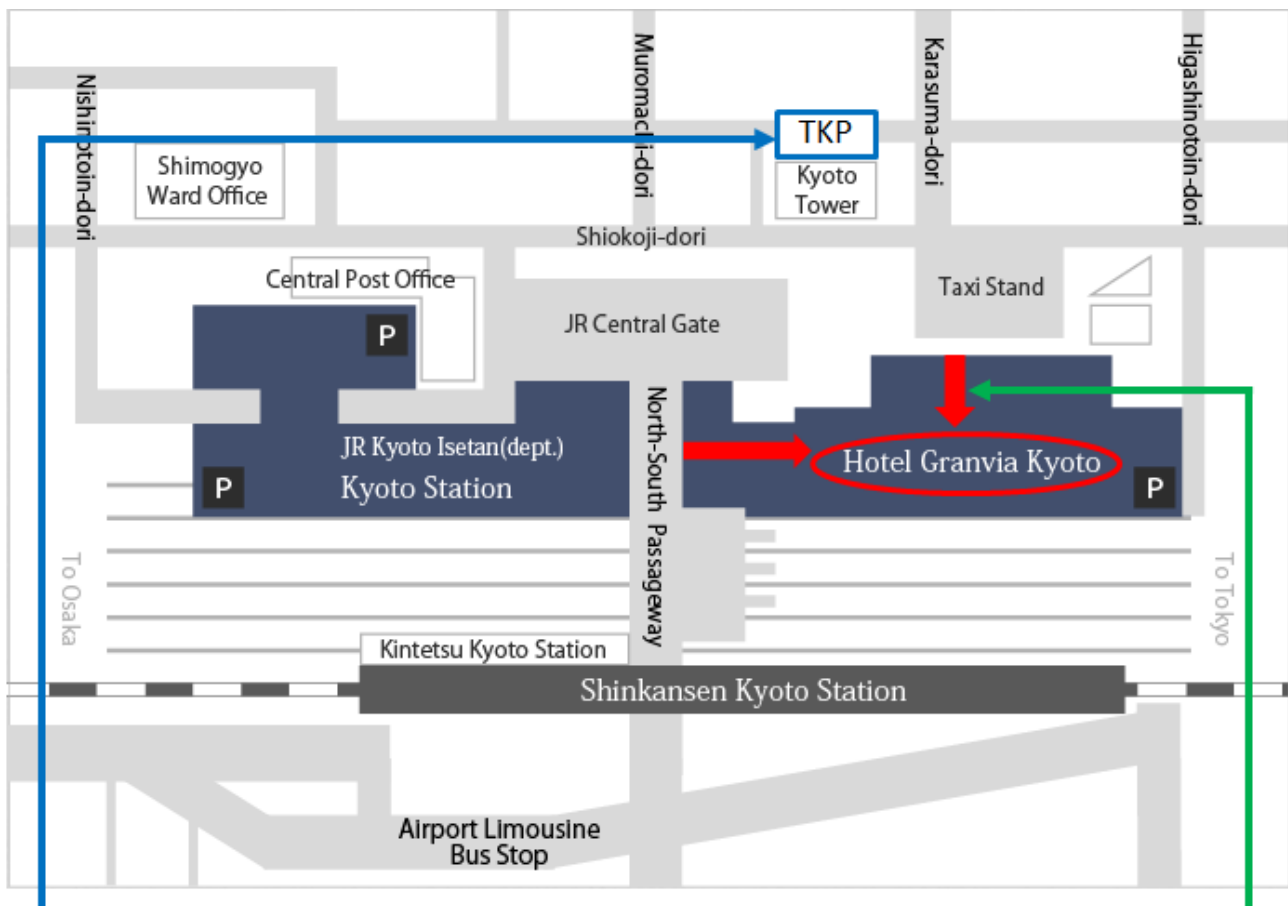 Nishinotoin-dori
Muromachi-dori
Karasuma-dori
Higashinotoin-dori
TKP
Shimogyo
Ward Office
Kyoto
Tower
Shiokoji-dori
Central Post Office
Taxi Stand
P
JR Central Gate
JR Kyoto Isetan(dept.)
Kyoto Station
P
North-South Passageway
Hotel Granvia Kyoto
P
To Osaka
To Tokyo
Kintetsu Kyoto Station
Shinkansen Kyoto Station
Airport Limousine
Bus Stop